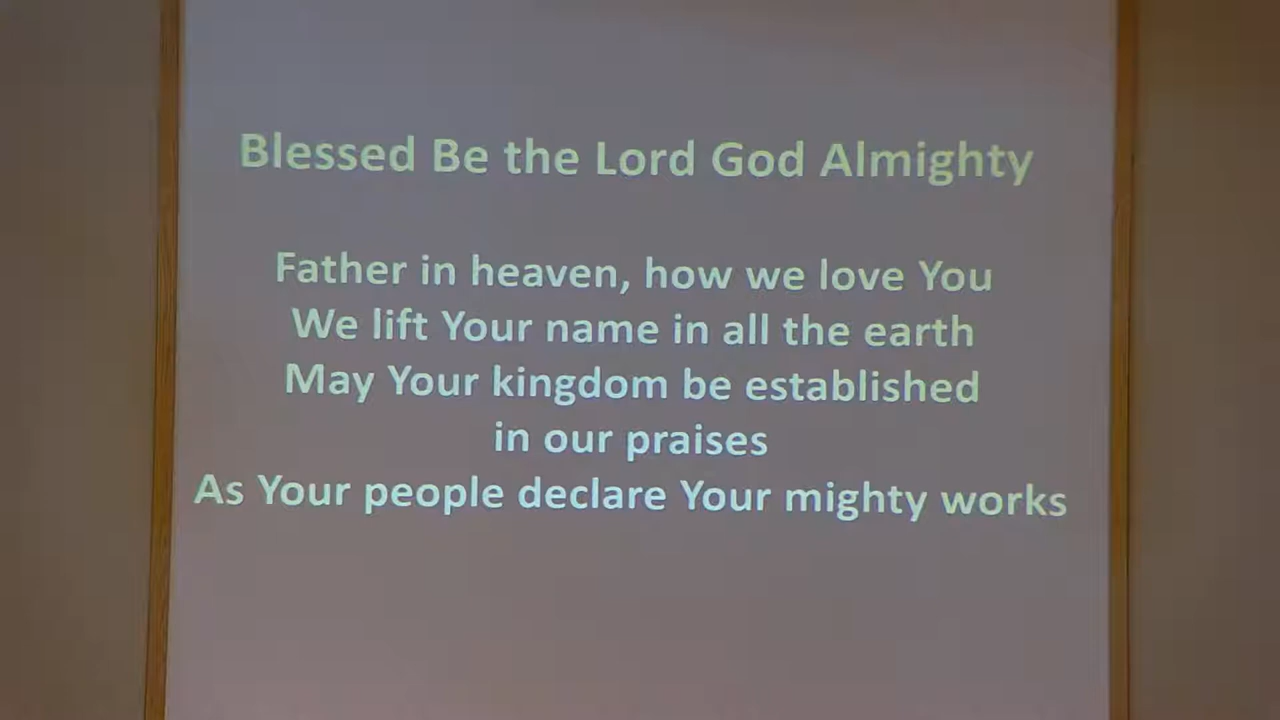 Blessed Be the Lord God Almighty
Father in heaven, how we love You
We lift Your name in all the earth
May Your kingdom be established
in our praises
As Your people declare Your mighty works